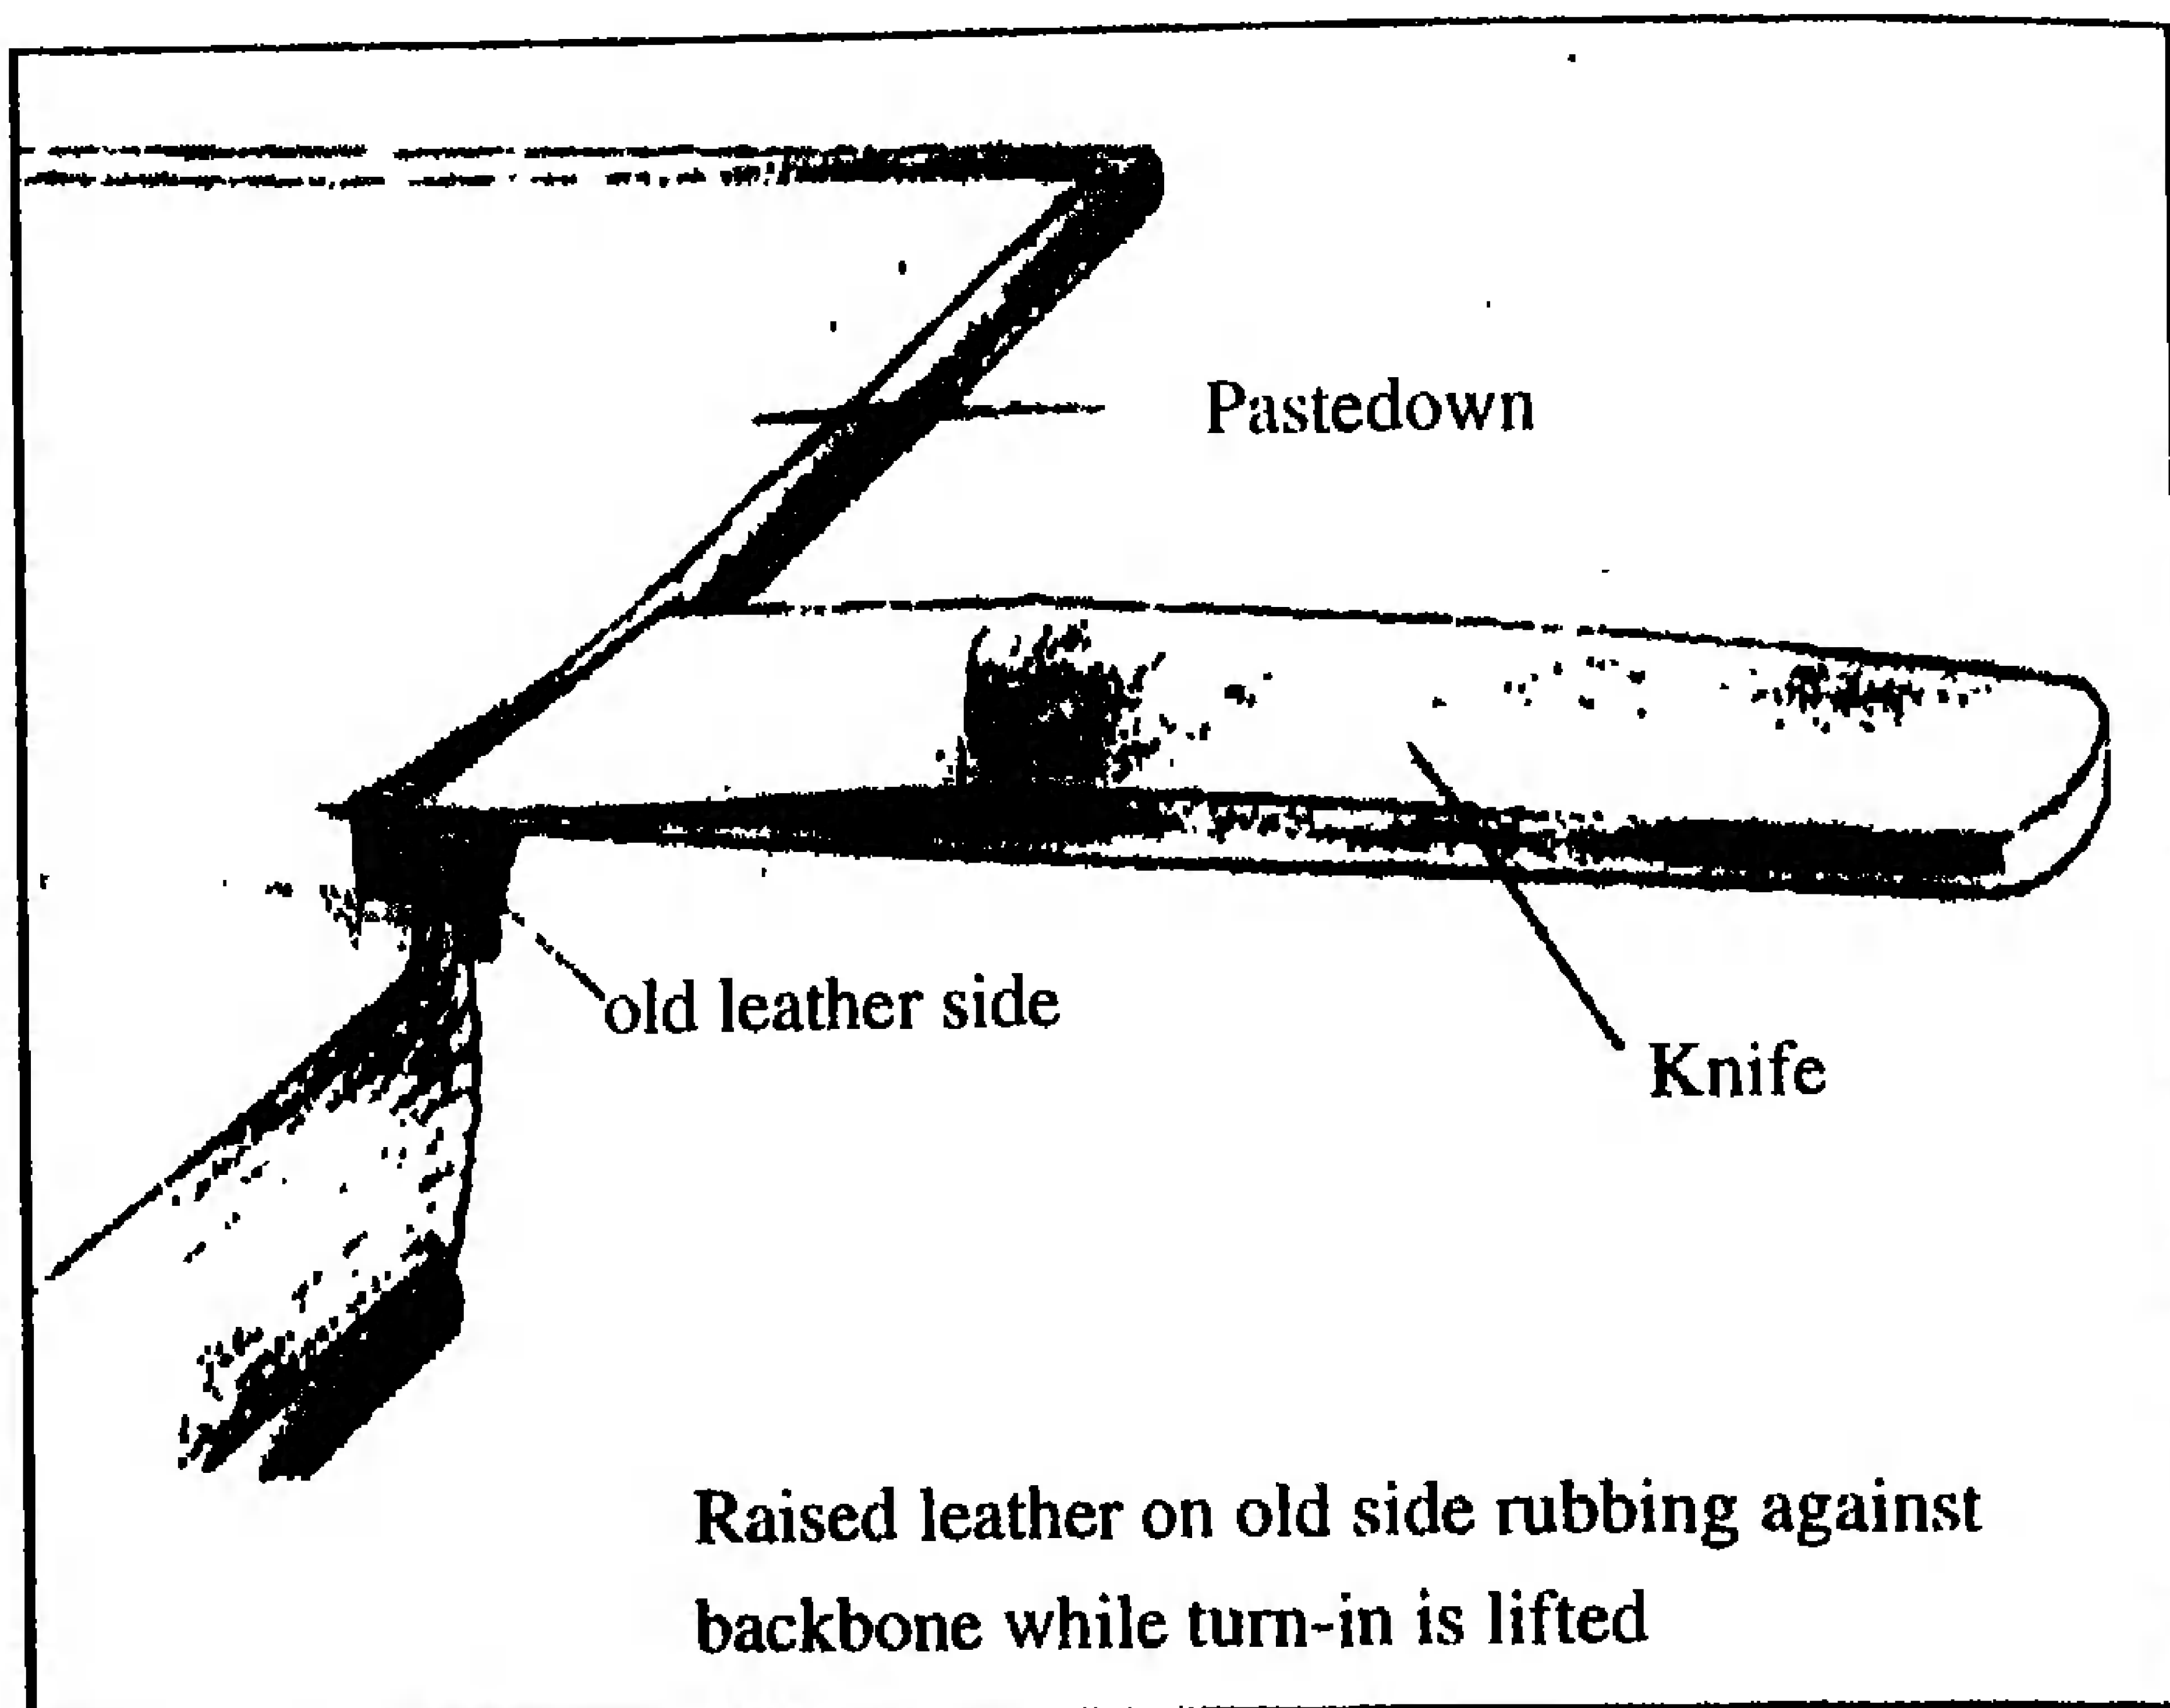 Pastedown
old leather side
Knife
Raised leather on old side rubbing against
backbone while turn-in is lifted